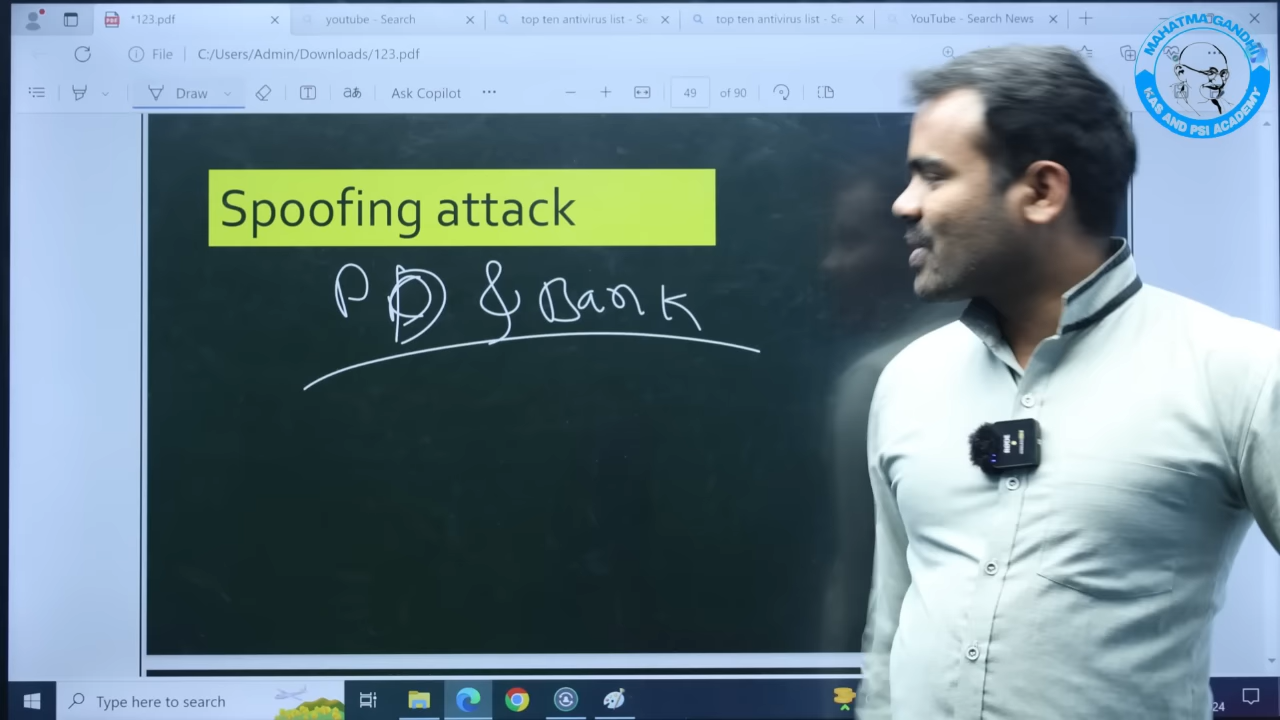 *123.pdf
youtube - Search
top ten antivirus list - Se
top ten antivirus list - Se
YouTube - Search News
File
C:/Users/Admin/Downloads/123.pdf
Draw
Ask Copilot
49
of 90
MAHATMA GANDHI
KAS AND PSI ACADEMY
Spoofing attack
PD & Bank
Type here to search
24